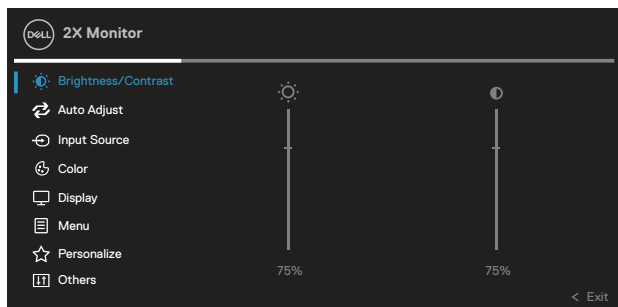 DELL
2X Monitor
Brightness/Contrast
Auto Adjust
Input Source
Color
Display
Menu
Personalize
Others
75%
75%
< Exit